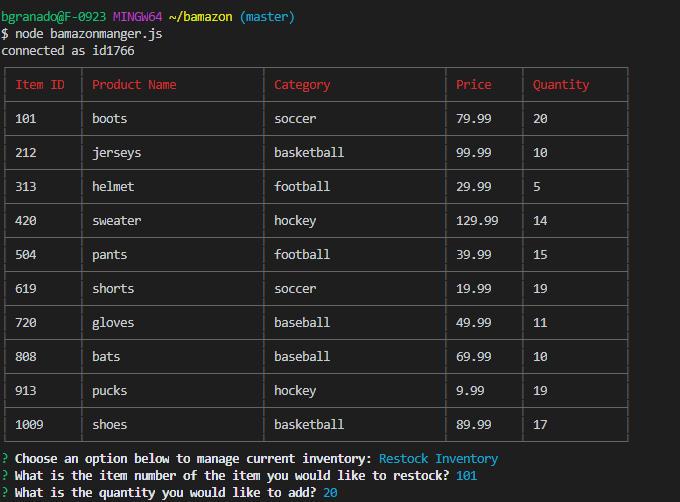 bgranado@F-0923 MINGW64 ~/bamazon (master)
$ node bamazonmanger.js
connected as id1766
Item ID Product Name Category Price Quantity
101 boots soccer 79.99 20
212 jerseys basketball 99.99 10
313 helmet football 29.99 5
420 sweater hockey 129.99 14
504 pants football 39.99 15
619 shorts soccer 19.99 19
720 gloves baseball 49.99 11
808 bats baseball 69.99 10
913 pucks hockey 9.99 19
1009 shoes basketball 89.99 17
? Choose an option below to manage current inventory: Restock Inventory
? What is the item number of the item you would like to restock? 101
? What is the quantity you would like to add? 20